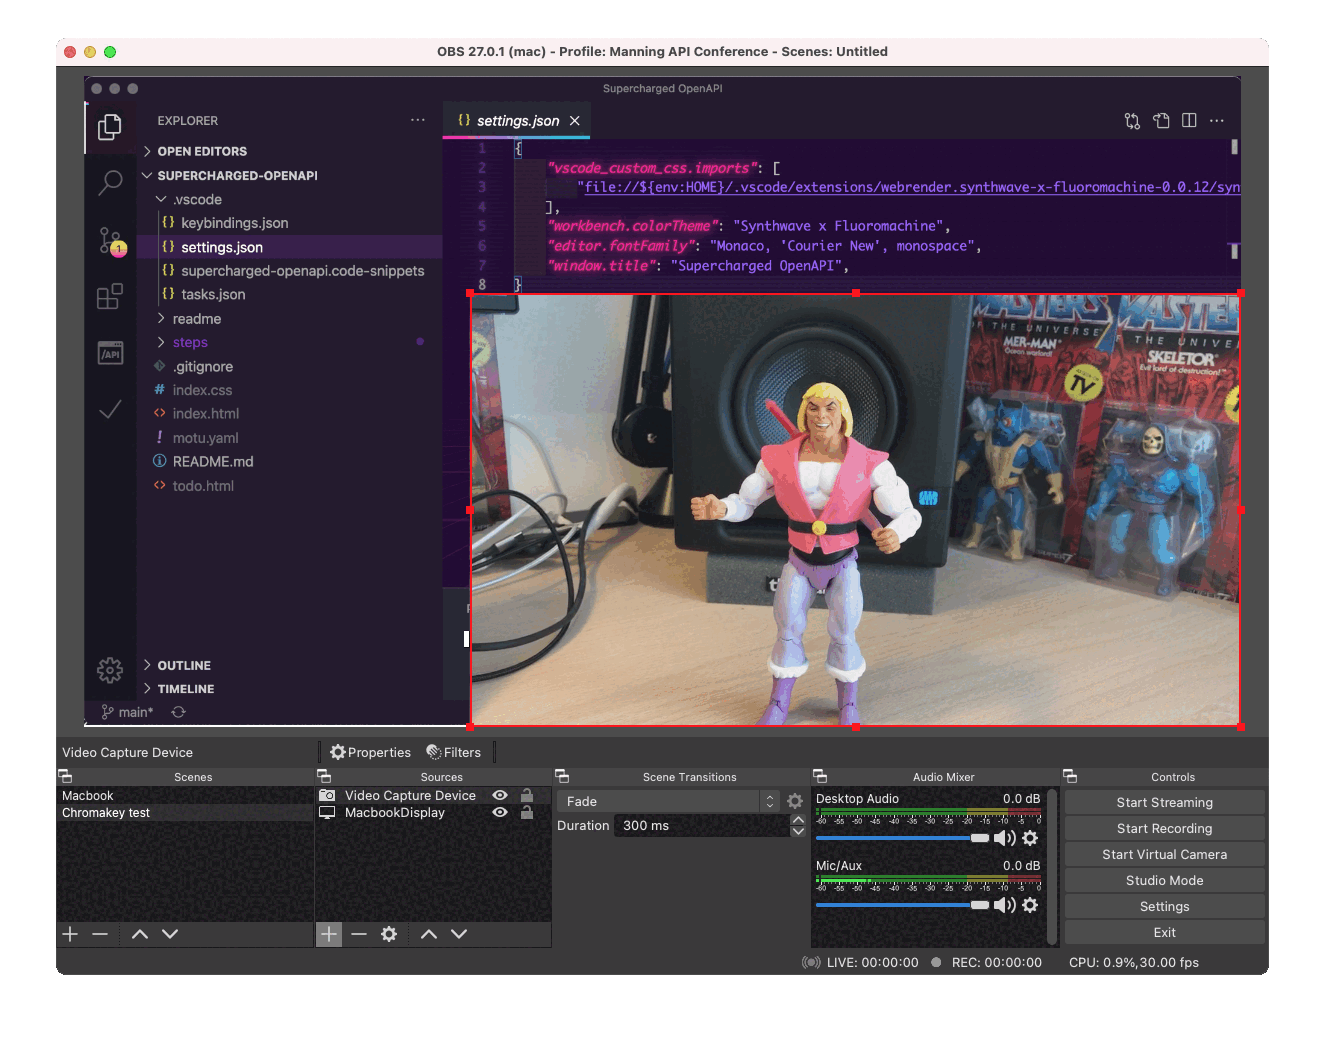 OBS 27.0.1 (mac) - Profile: Manning API Conference - Scenes: Untitled
Supercharged OpenAPI
EXPLORER ...
{} settings.json ×
> OPEN EDITORS
SUPERCHARGED-OPENAPI
.vscode
{} keybindings.json
{} settings.json
{} supercharged-openapi.code-snippets
{} tasks.json
> readme
> steps
.gitignore
# index.css
<> index.html
! motu.yaml
README.md
<> todo.html
> OUTLINE
> TIMELINE
main*
1
/API
1 {
2 "vscode_custom_css.imports": [
3 "file://${env:HOME}/.vscode/extensions/webrender.synthwave-x-fluoromachine-0.0.12/syn
4 ],
5 "workbench.colorTheme": "Synthwave x Fluoromachine",
6 "editor.fontFamily": "Monaco, 'Courier New', monospace",
7 "window.title": "Supercharged OpenAPI",
8 }
MASTERS
OF THE UNIVERSE
MER-MAN
Ocean warlord!
MASTE
OF THE UNIVE
SKELETOR
Evil lord of destruction!
TV
Video Capture Device
Properties
Filters
Scenes
Macbook
Chromakey test
Sources
Video Capture Device
MacbookDisplay
Scene Transitions
Fade
Duration 300 ms
Audio Mixer
Desktop Audio 0.0 dB
-60 -55 -50 -45 -40 -35 -30 -25 -20 -15 -10 -5 0
Mic/Aux 0.0 dB
-60 -55 -50 -45 -40 -35 -30 -25 -20 -15 -10 -5 0
Controls
Start Streaming
Start Recording
Start Virtual Camera
Studio Mode
Settings
Exit
LIVE: 00:00:00
REC: 00:00:00
CPU: 0.9%,30.00 fps